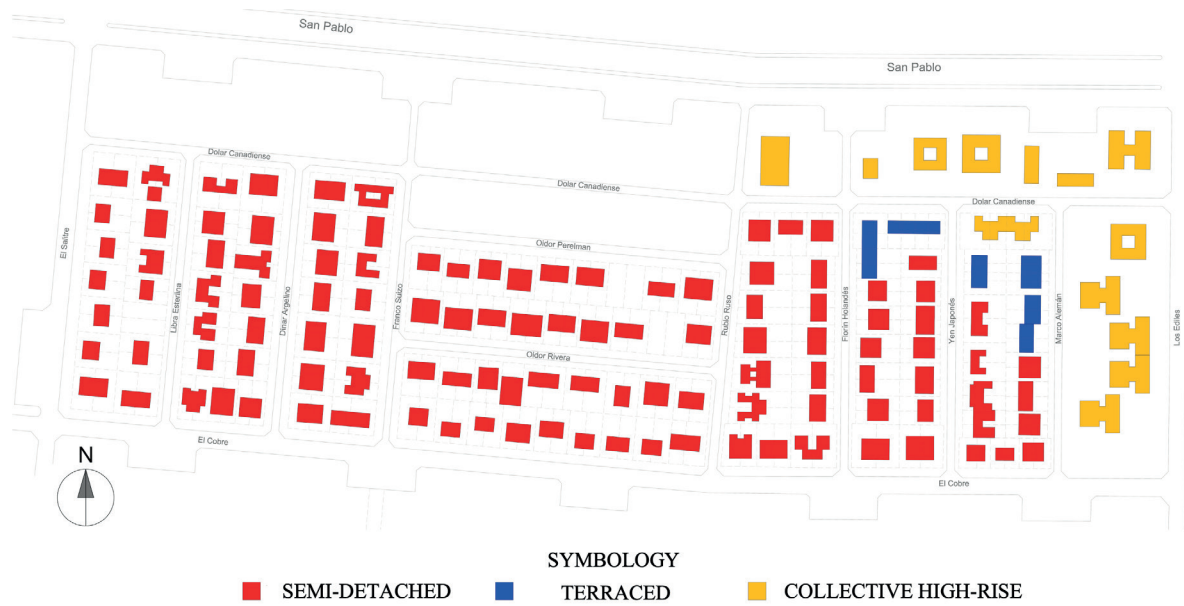 San Pablo
San Pablo
Dolar Canadiense
Dolar Canadiense
Dolar Canadiense
El Salitre
Libra Esterlina
Dinar Argelino
Franco Suizo
Oldor Perelman
Oldor Rivera
Rublo Ruso
Florín Holandés
Yen Japonés
Marco Alemán
Los Ediles
El Cobre
El Cobre
N
SYMBOLOGY
SEMI-DETACHED
TERRACED
COLLECTIVE HIGH-RISE